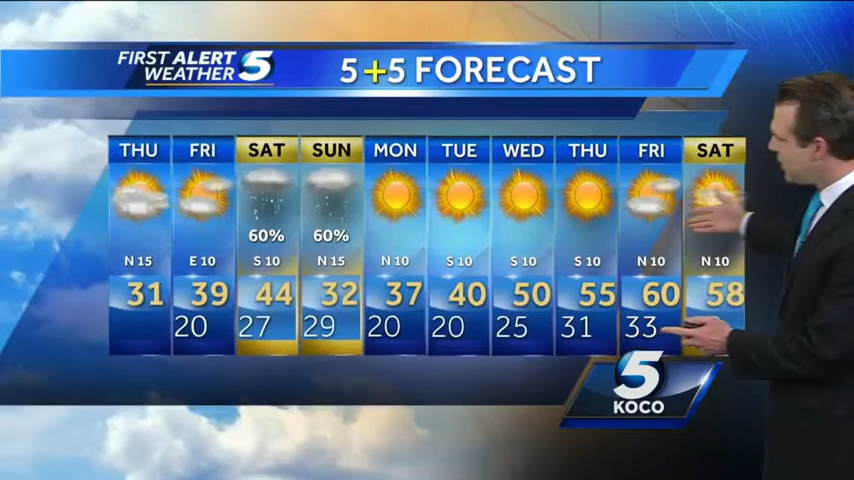 FIRST ALERT 5
WEATHER
5+5 FORECAST
THU FRI SAT SUN MON TUE WED THU FRI SAT
60% 60%
N 15 E 10 S 10 N 15 N 10 S 10 S 10 S 10 N 10 N 10
31 39 44 32 37 40 50 55 60 58
20 27 29 20 20 25 31 33
5
KOCO